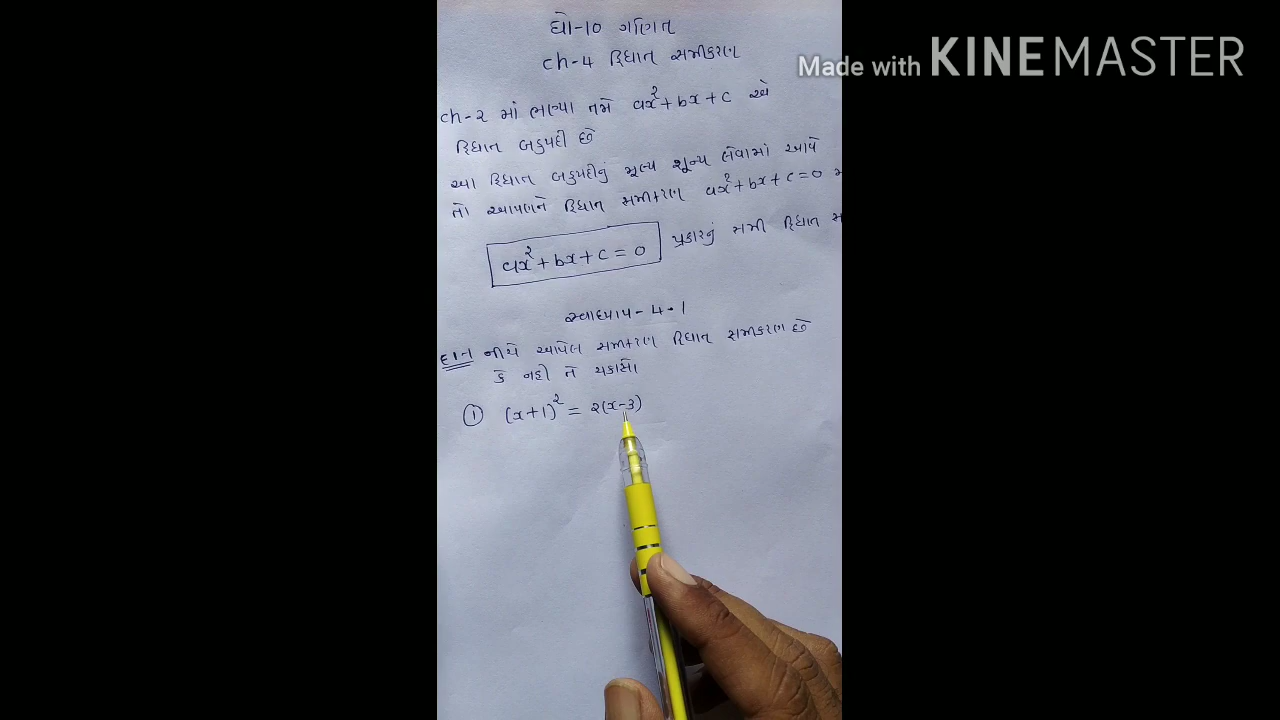 ધો-10 ગણિત
ch-4 દ્વિઘાત સમીકરણ
Made with KINEMASTER
ch-2 માં ભણ્યા તમે ax²+bx+c એ
દ્વિઘાત બહુપદી છે
આ દ્વિઘાત બહુપદીનું મૂલ્ય શૂન્ય લેવામાં આવે
તો આપણને દ્વિઘાત સમીકરણ ax²+bx+c=0
ax²+bx+c=0 પ્રકારનું સમી દ્વિઘાત
સ્વાધ્યાય-4.1
નીચે આપેલ સમીકરણ દ્વિઘાત સમીકરણ છે
કે નહી તે ચકાસો
① (x+1)² = 2(x-3)